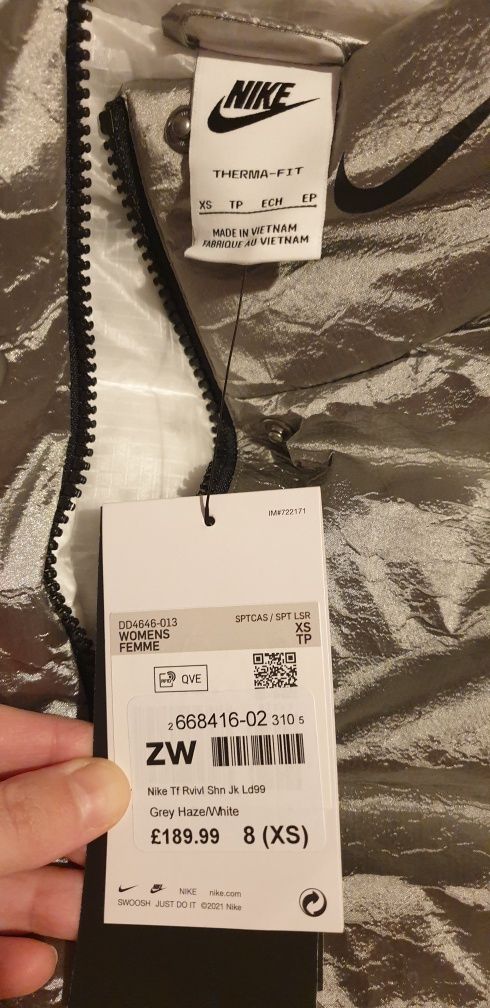 NIKE
THERMA-FIT
XS TP ECH EP
MADE IN VIETNAM
FABRIQUE AU VIETNAM
IM#722171
DD4646-013 SPTCAS / SPT LSR
WOMENS XS
FEMME TP
RFID QVE
2 668416-02 310 5
ZW
Nike Tf Rvivl Shn Jk Ld99
Grey Haze/White
£189.99 8 (XS)
NIKE nike.com
SWOOSH JUST DO IT ©2021 Nike